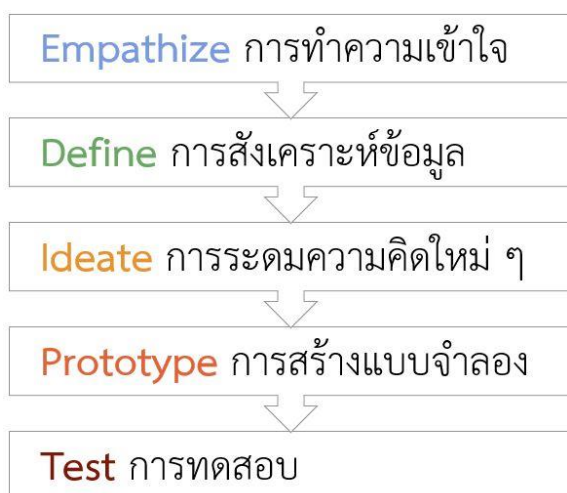 Empathize การทำความเข้าใจ
Define การสังเคราะห์ข้อมูล
Ideate การระดมความคิดใหม่ ๆ
Prototype การสร้างแบบจำลอง
Test การทดสอบ